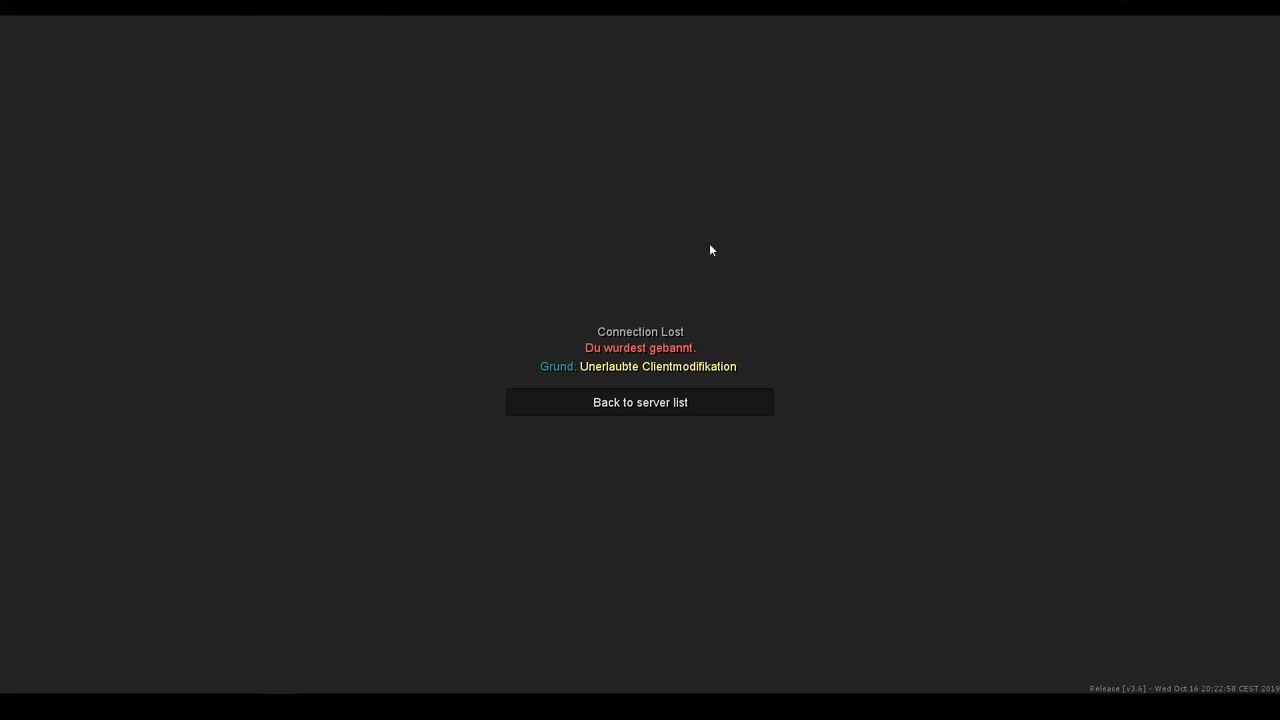 Connection Lost
Du wurdest gebannt.
Grund: Unerlaubte Clientmodifikation
Back to server list
Release [v3.6] - Wed Oct 16 20:22:58 CEST 2019